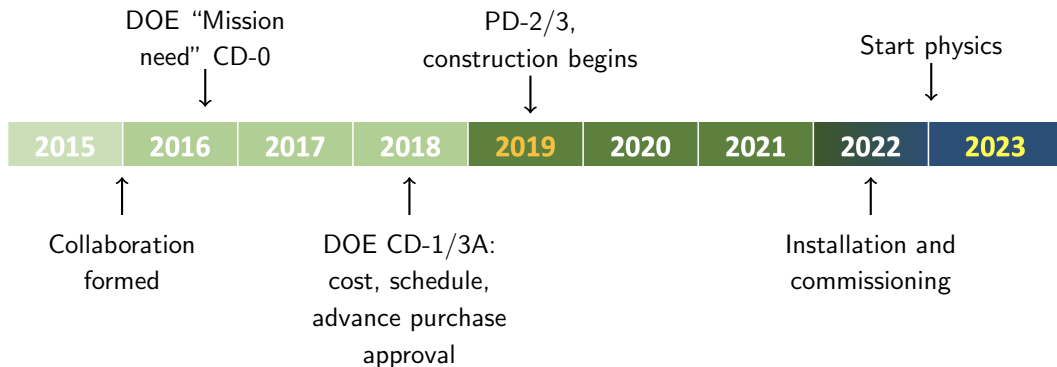 DOE “Mission
need” CD-0
PD-2/3,
construction begins
Start physics
2015 2016 2017 2018 2019 2020 2021 2022 2023
Collaboration
formed
DOE CD-1/3A:
cost, schedule,
advance purchase
approval
Installation and
commissioning